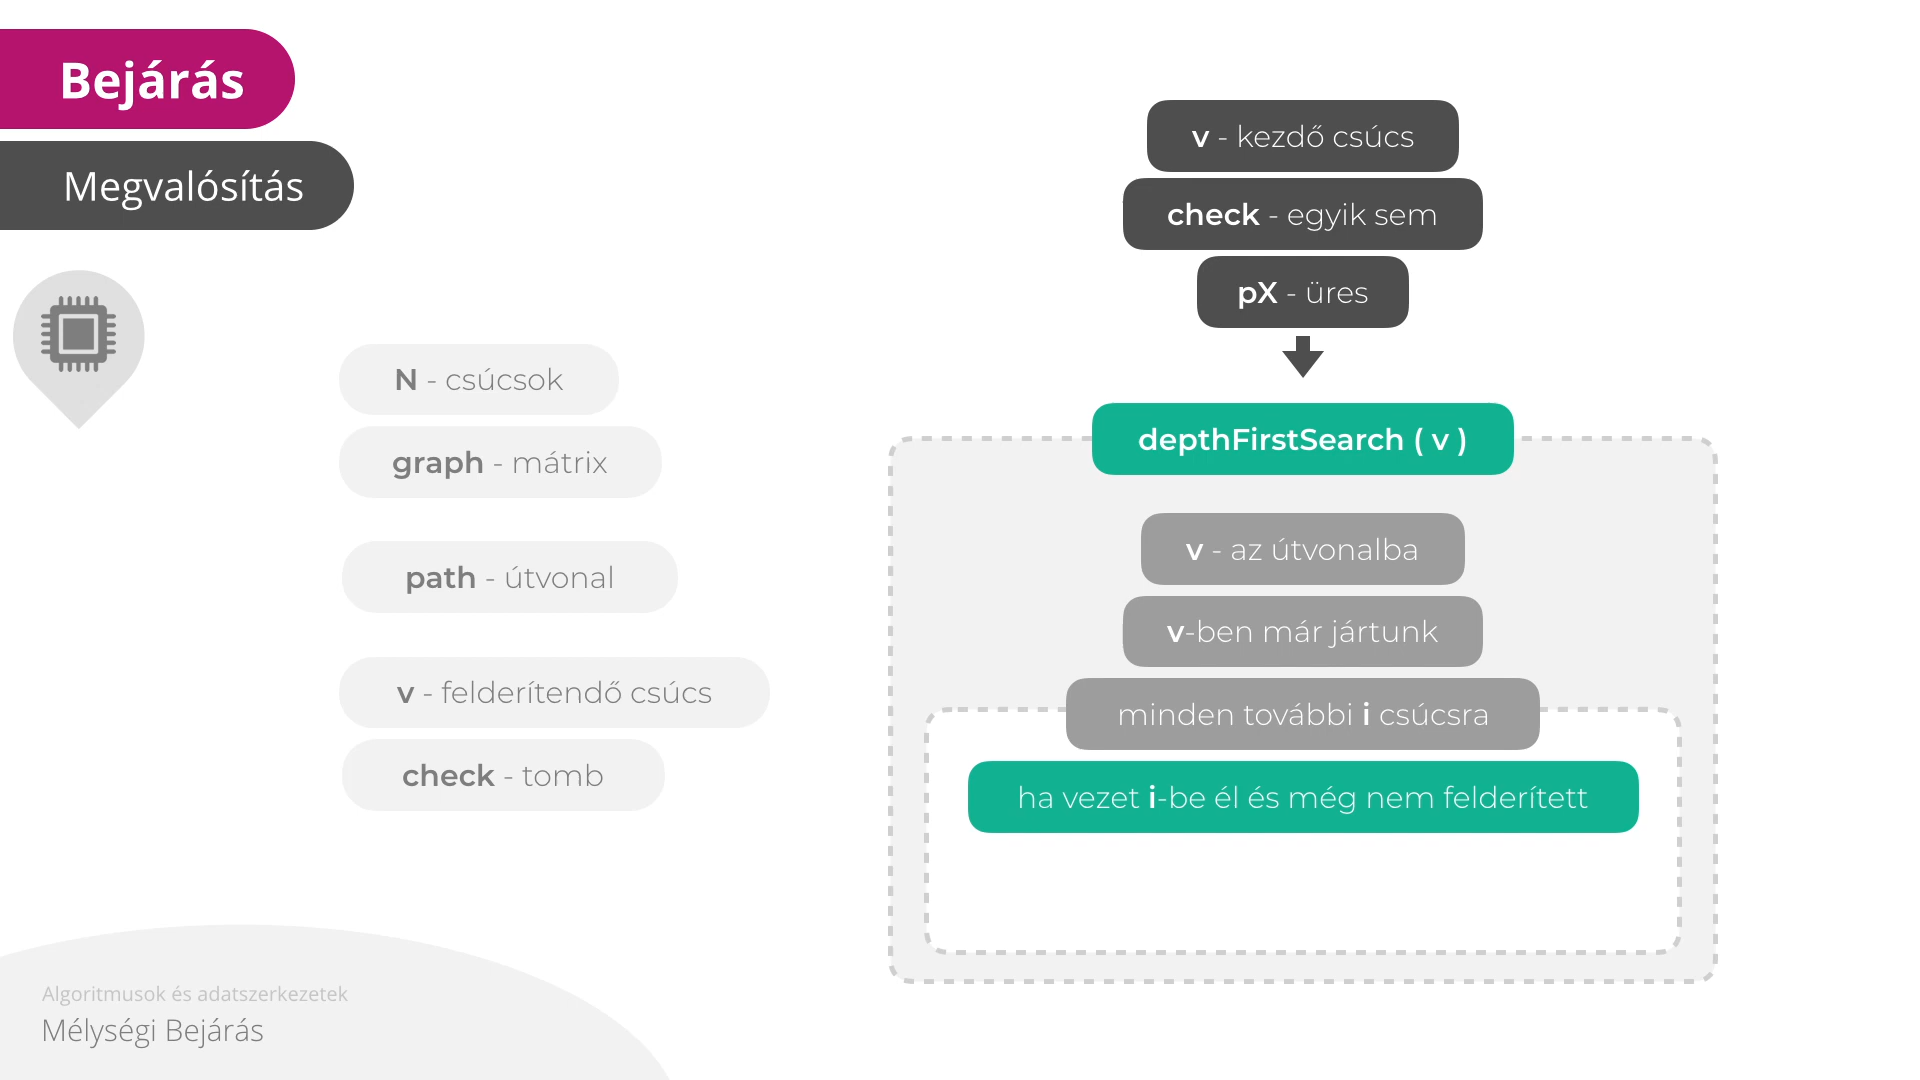 Bejárás
Megvalósítás
N - csúcsok
graph - mátrix
path - útvonal
v - felderítendő csúcs
check - tomb
v - kezdő csúcs
check - egyik sem
pX - üres
depthFirstSearch ( v )
v - az útvonalba
v-ben már jártunk
minden további i csúcsra
ha vezet i-be él és még nem felderített
Algoritmusok és adatszerkezetek
Mélységi Bejárás